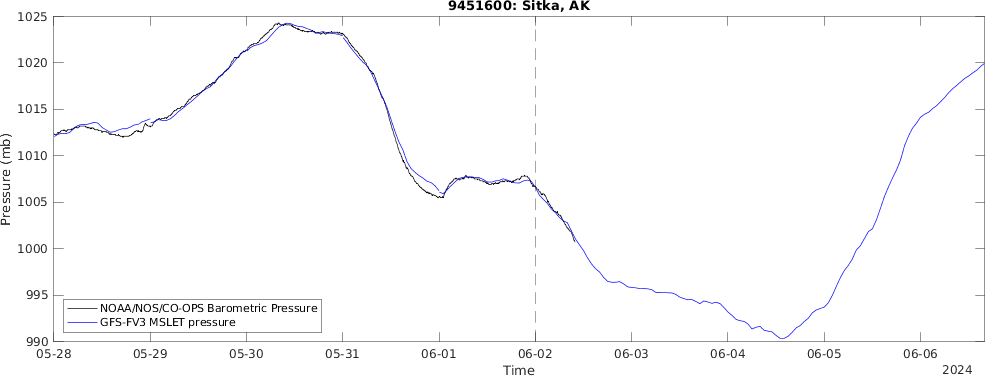 9451600: Sitka, AK
Pressure (mb)
1025
1020
1015
1010
1005
1000
995
990
NOAA/NOS/CO-OPS Barometric Pressure
GFS-FV3 MSLET pressure
05-28 05-29 05-30 05-31 06-01 06-02 06-03 06-04 06-05 06-06
Time
2024